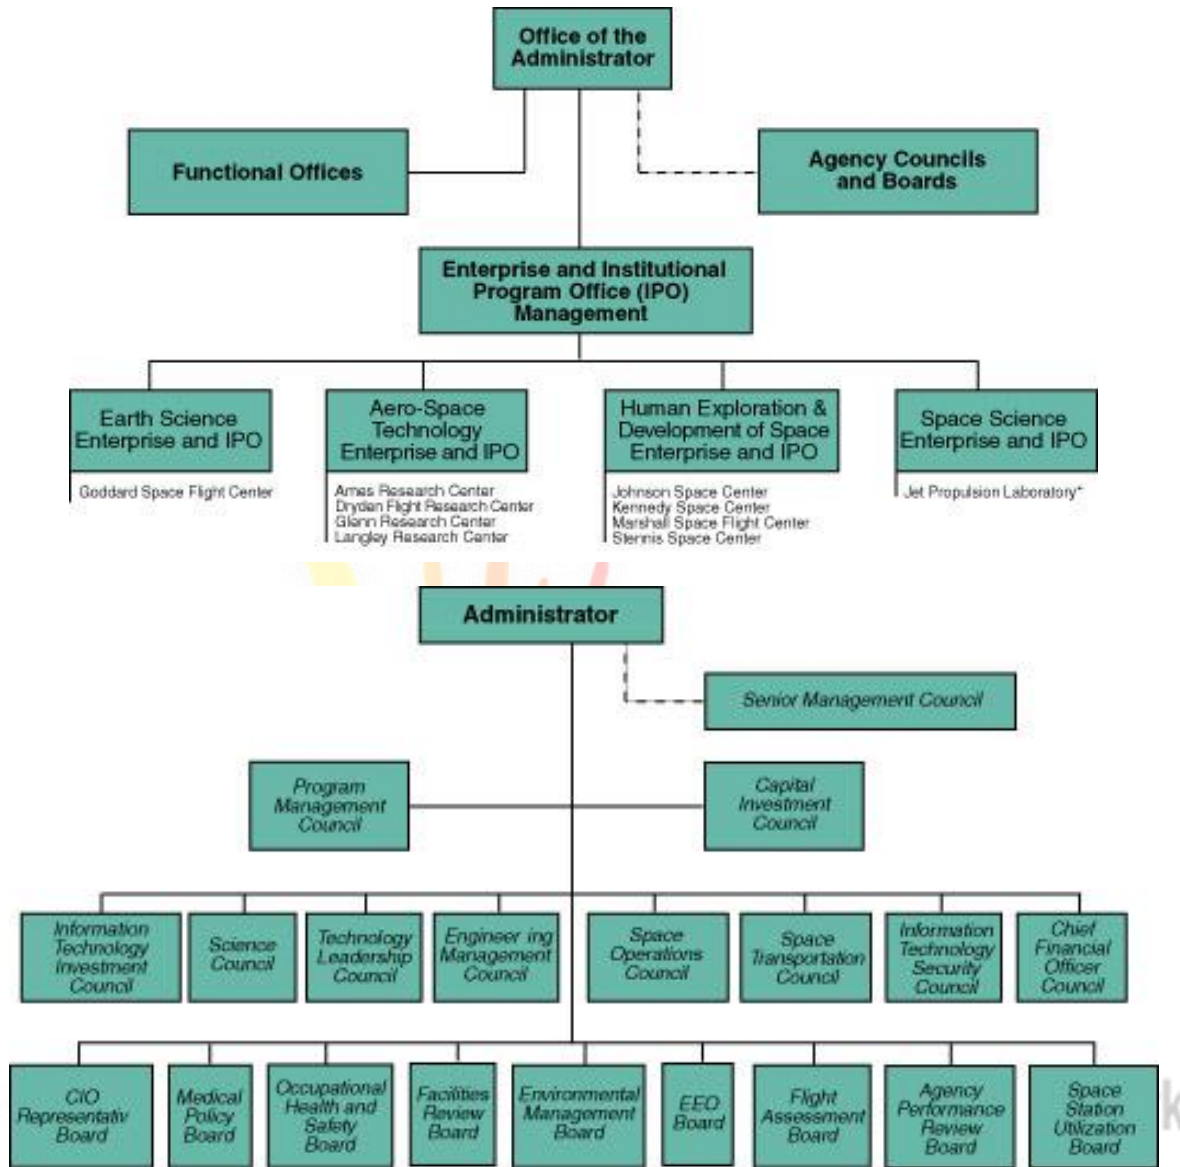 Office of the
Administrator
Functional Offices
Agency Councils
and Boards
Enterprise and Institutional
Program Office (IPO)
Management
Earth Science
Enterprise and IPO
Goddard Space Flight Center
Aero-Space
Technology
Enterprise and IPO
Ames Research Center
Dryden Flight Research Center
Glenn Research Center
Langley Research Center
Human Exploration &
Development of Space
Enterprise and IPO
Johnson Space Center
Kennedy Space Center
Marshall Space Flight Center
Stennis Space Center
Space Science
Enterprise and IPO
Jet Propulsion Laboratory*
Administrator
Senior Management Council
Program
Management
Council
Capital
Investment
Council
Information
Technology
Investment
Council
Science
Council
Technology
Leadership
Council
Engineer ing
Management
Council
Space
Operations
Council
Space
Transportation
Council
Information
Technology
Security
Council
Chief
Financial
Officer
Council
CIO
Representativ
Board
Medical
Policy
Board
Occupational
Health and
Safety
Board
Facilities
Review
Board
Environmental
Management
Board
EEO
Board
Flight
Assessment
Board
Agency
Performance
Review
Board
Space
Station
Utilization
Board